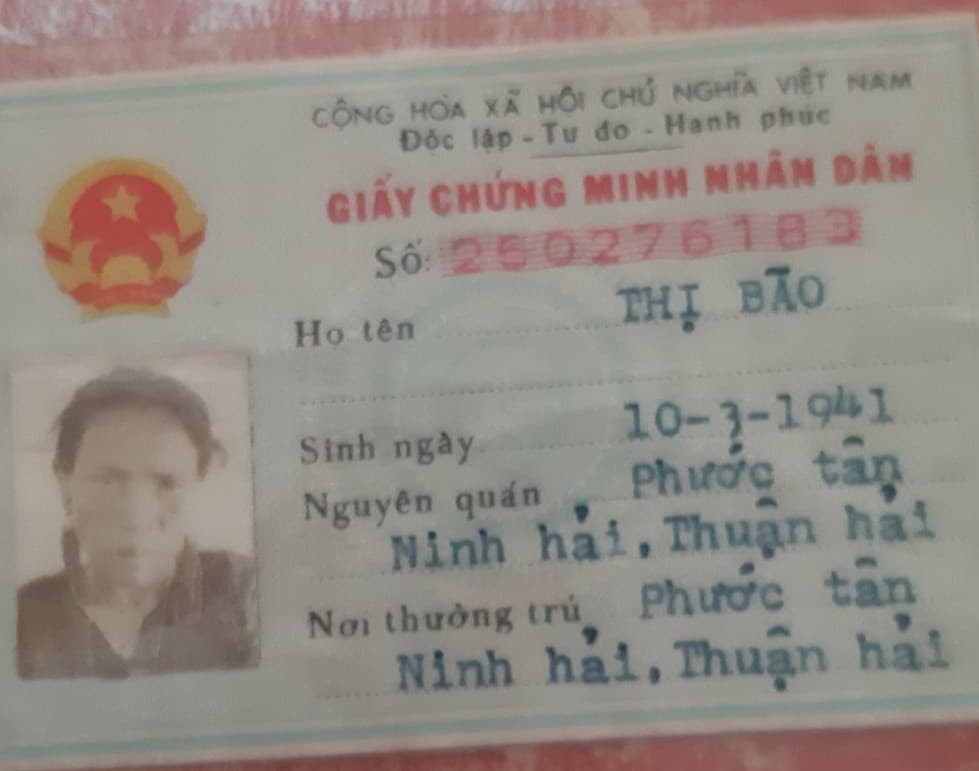 CỘNG HÒA XÃ HỘI CHỦ NGHĨA VIỆT NAM
Độc lập - Tự do - Hạnh phúc
GIẤY CHỨNG MINH NHÂN DÂN
Số: 250276183
Họ tên THỊ BÃO
Sinh ngày 10-3-1941
Nguyên quán Phước tân
Ninh hải, Thuận hải
Nơi thường trú Phước tân
Ninh hải, Thuận hải